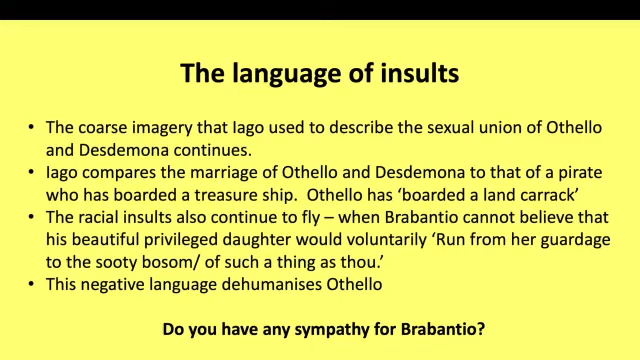 The language of insults
• The coarse imagery that Iago used to describe the sexual union of Othello
and Desdemona continues.
• Iago compares the marriage of Othello and Desdemona to that of a pirate
who has boarded a treasure ship.  Othello has ‘boarded a land carrack’
• The racial insults also continue to fly – when Brabantio cannot believe that
his beautiful privileged daughter would voluntarily ‘Run from her guardage
to the sooty bosom/ of such a thing as thou.’
• This negative language dehumanises Othello
Do you have any sympathy for Brabantio?